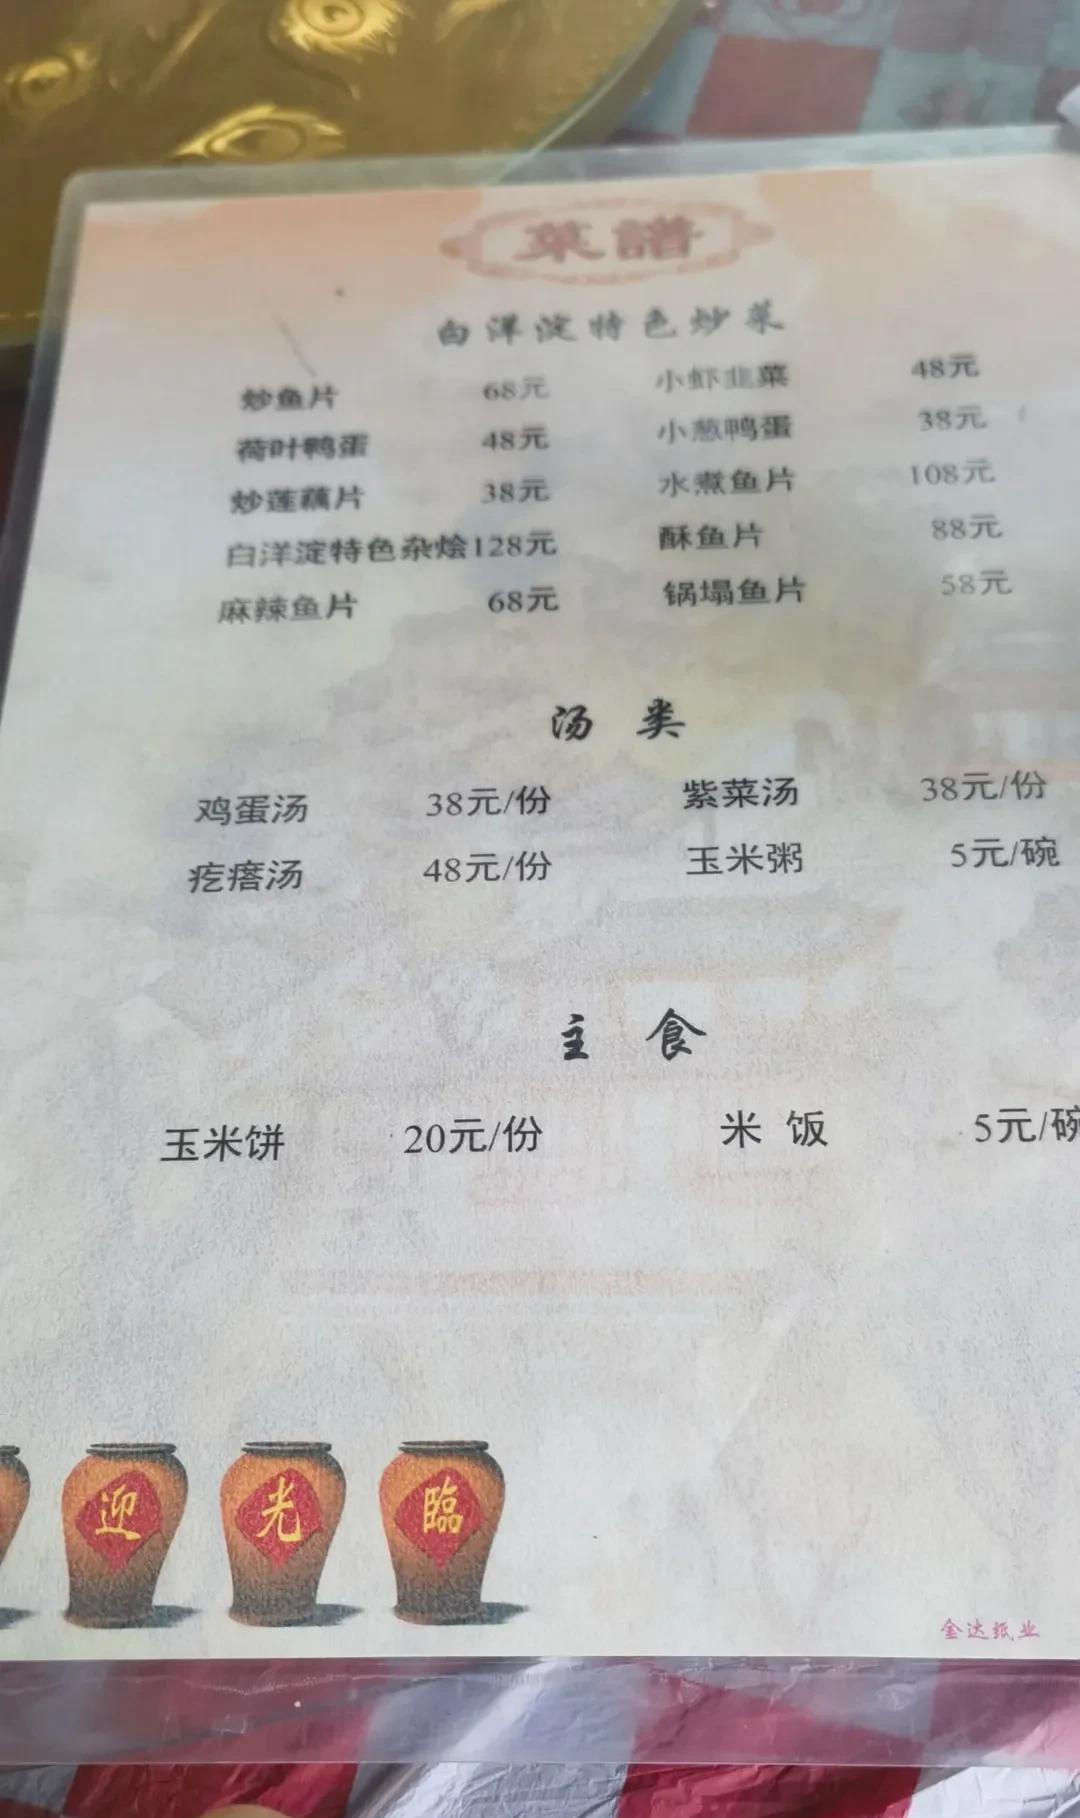 菜譜
白洋淀特色炒菜
炒鱼片 68元 小虾韭菜 48元
荷叶鸭蛋 48元 小葱鸭蛋 38元
炒莲藕片 38元 水煮鱼片 108元
白洋淀特色杂烩128元 酥鱼片 88元
麻辣鱼片 68元 锅塌鱼片 58元
汤 类
鸡蛋汤 38元/份 紫菜汤 38元/份
疙瘩汤 48元/份 玉米粥 5元/碗
主 食
玉米饼 20元/份 米 饭 5元/碗
迎 光 臨
金达纸业